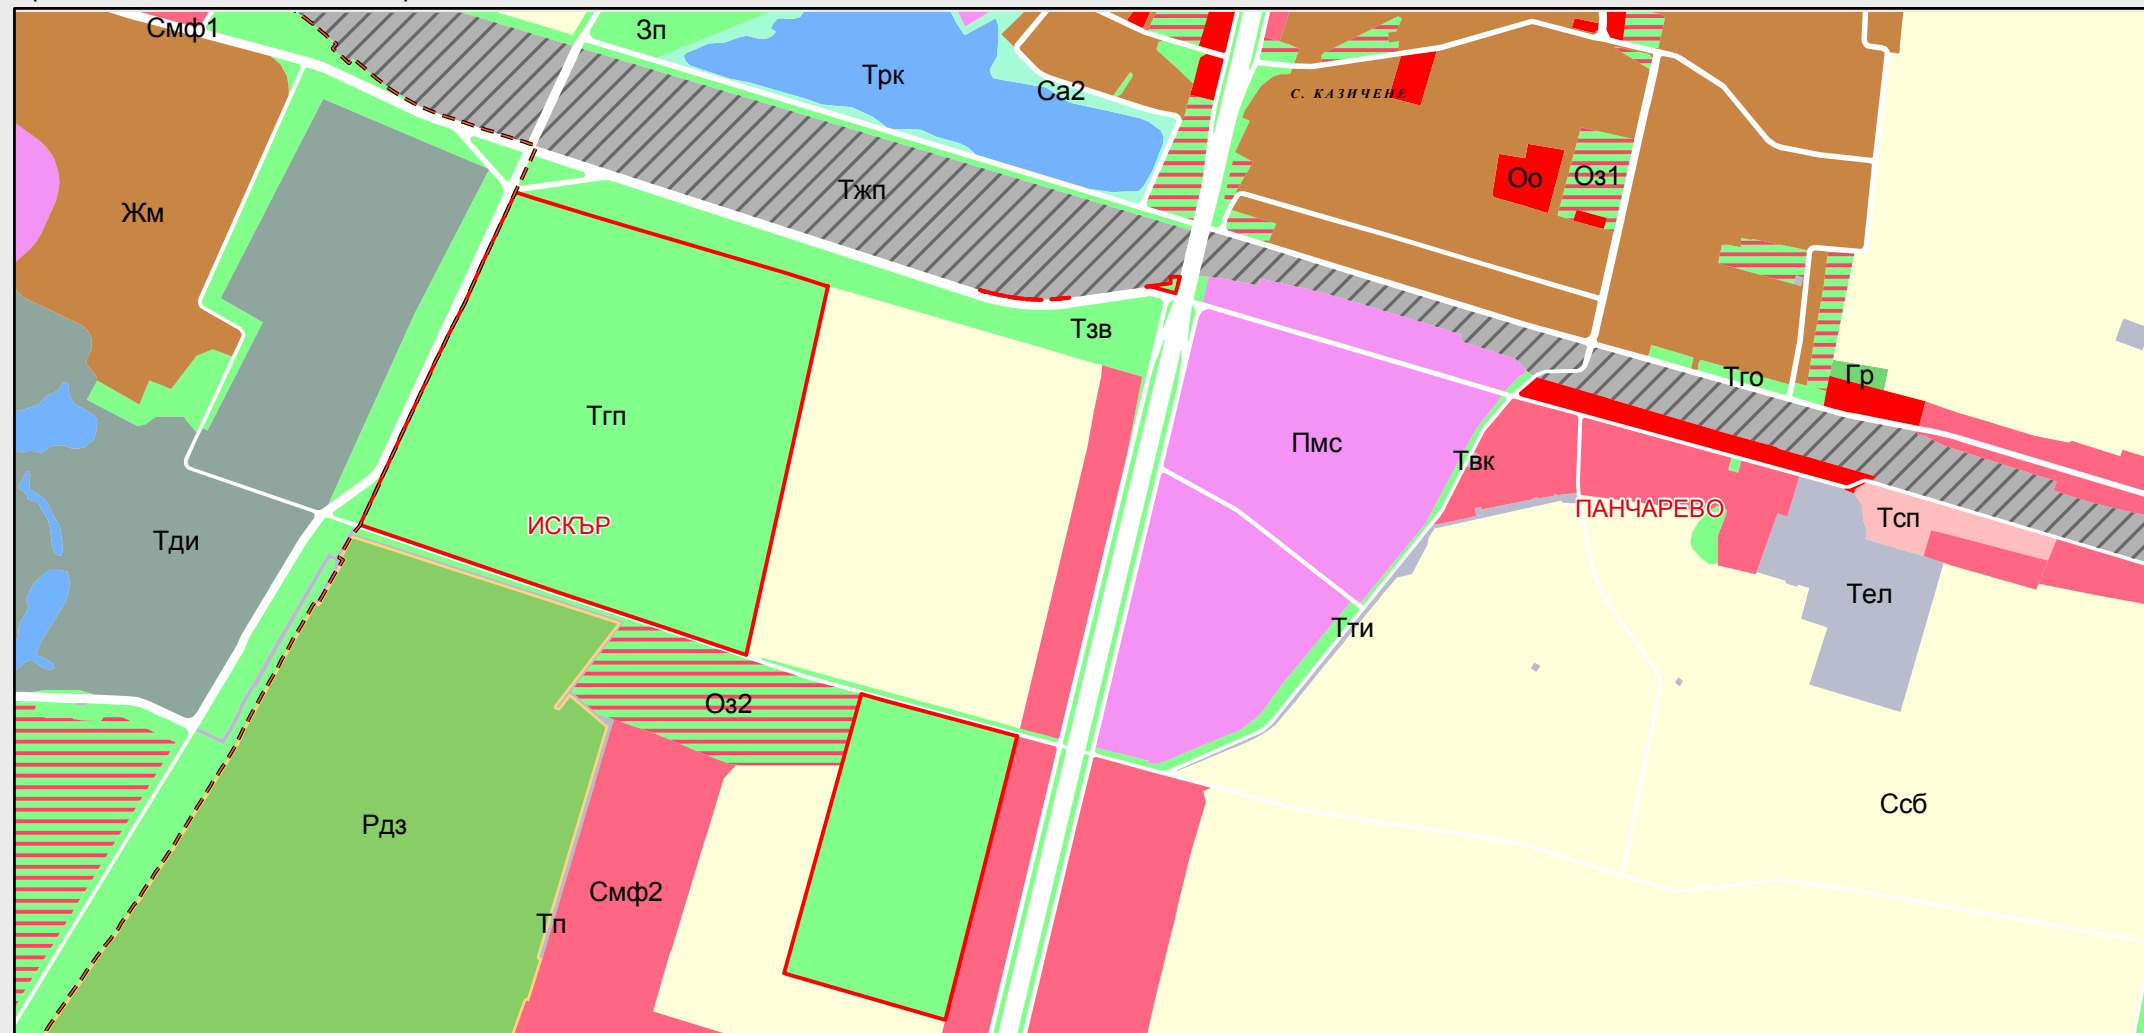 Смф1
Зп
Трк
Са2
С. КАЗИЧЕНЕ
Оо
Оз1
Тжп
Жм
Тзв
Тго
Гр
Тгп
Пмс
Твк
ПАНЧАРЕВО
ИСКЪР
Тсп
Тди
Тел
Тти
Оз2
Ссб
Рдз
Смф2
Тп